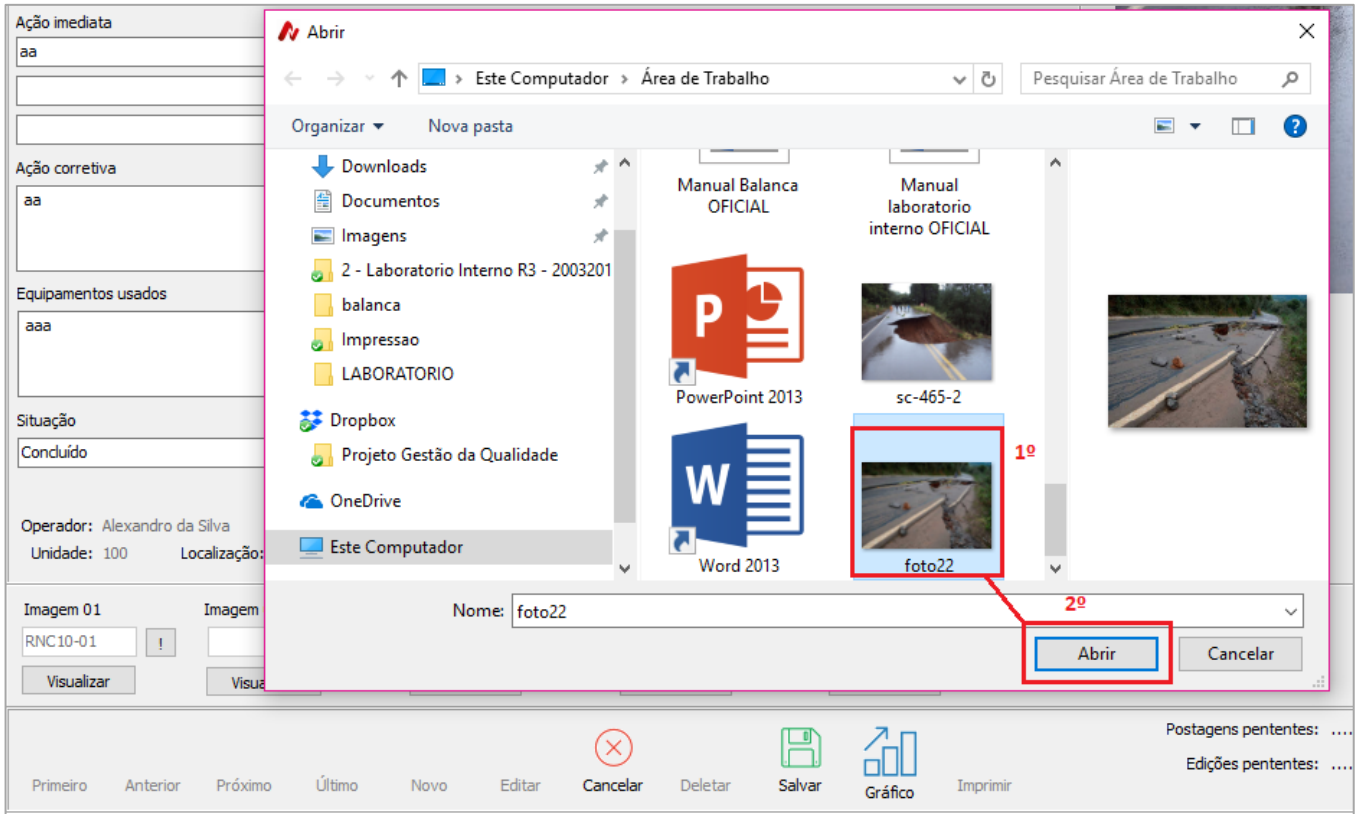 Ação imediata
aa
Ação corretiva
aa
Equipamentos usados
aaa
Situação
Concluído
Operador: Alexandro da Silva
Unidade: 100 Localização:
Abrir
Este Computador > Área de Trabalho
Pesquisar Área de Trabalho
Organizar
Nova pasta
?
Downloads
Documentos
Imagens
2 - Laboratorio Interno R3 - 2003201
balanca
Impressao
LABORATORIO
Dropbox
Projeto Gestão da Qualidade
OneDrive
Este Computador
Manual Balanca
OFICIAL
Manual
laboratorio
interno OFICIAL
P
PowerPoint 2013
sc-465-2
W
Word 2013
foto22
1º
Nome: foto22
2º
Abrir
Cancelar
Imagem 01
RNC10-01
!
Visualizar
Imagem
Visua
Primeiro
Anterior
Próximo
Último
Novo
Editar
Cancelar
Deletar
Salvar
Gráfico
Imprimir
Postagens pententes: ....
Edições pententes: ....